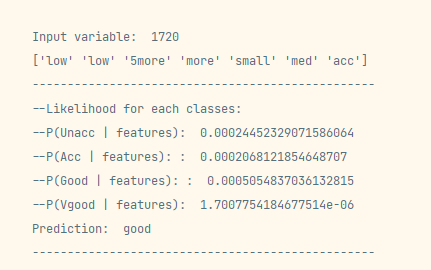 Input variable:  1720
['low' 'low' '5more' 'more' 'small' 'med' 'acc']
------------------------------------------------
--Likelihood for each classes:
--P(Unacc | features):  0.00024452329071586064
--P(Acc | features): :  0.0002068121854648707
--P(Good | features): :  0.0005054837036132815
--P(Vgood | features):  1.7007754184677514e-06
Prediction:  good
------------------------------------------------